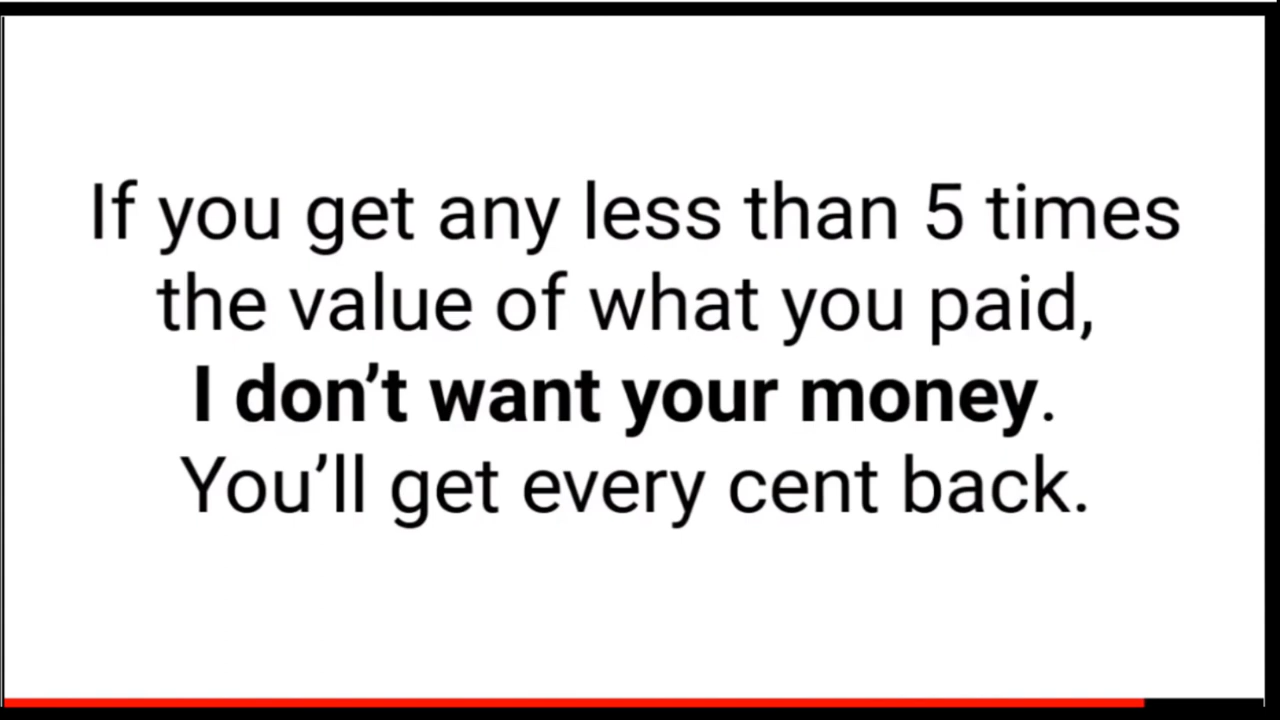 If you get any less than 5 times
the value of what you paid,
I don’t want your money.
You’ll get every cent back.